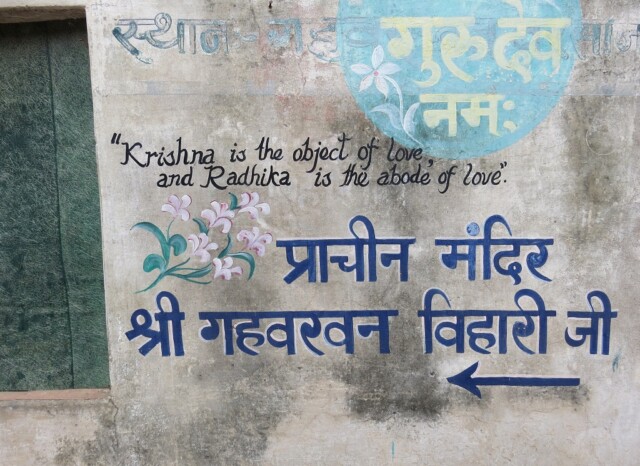 स्थान
गुरुदेव
नमः
"Krishna is the object of love,
and Radhika is the abode of love".
प्राचीन मंदिर
श्री गहवरवन विहारी जी